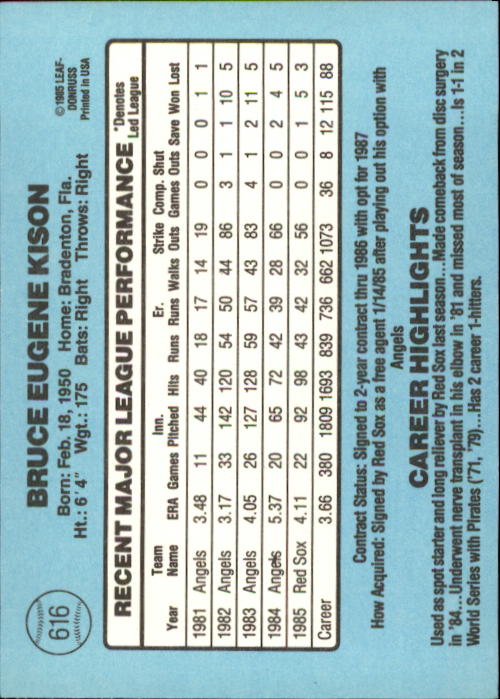 616
BRUCE EUGENE KISON
Born: Feb. 18, 1950 Home: Bradenton, Fla.
Ht.: 6'4" Wgt.: 175 Bats: Right Throws: Right
©1985 LEAF-
DONRUSS
Printed in USA
RECENT MAJOR LEAGUE PERFORMANCE
*Denotes
Led League
Team Inn. Er. Strike Comp. Shut
Year Name ERA Games Pitched Hits Runs Runs Walks Outs Games Outs Save Won Lost
1981 Angels 3.48 11 44 40 18 17 14 19 0 0 0 1 1
1982 Angels 3.17 33 142 120 54 50 44 86 3 1 1 10 5
1983 Angels 4.05 26 127 128 59 57 43 83 4 1 2 11 5
1984 Angels 5.37 20 65 72 42 39 28 66 0 0 2 4 5
1985 Red Sox 4.11 22 92 98 43 42 32 56 0 0 1 5 3
Career 3.66 380 1809 1693 839 736 662 1073 36 8 12 115 88
Contract Status: Signed to 2-year contract thru 1986 with opt for 1987
How Acquired: Signed by Red Sox as a free agent 1/14/85 after playing out his option with
Angels
CAREER HIGHLIGHTS
Used as spot starter and long reliever by Red Sox last season...Made comeback from disc surgery
in '84...Underwent nerve transplant in his elbow in '81 and missed most of season...Is 1-1 in 2
World Series with Pirates ('71, '79)...Has 2 career 1-hitters.